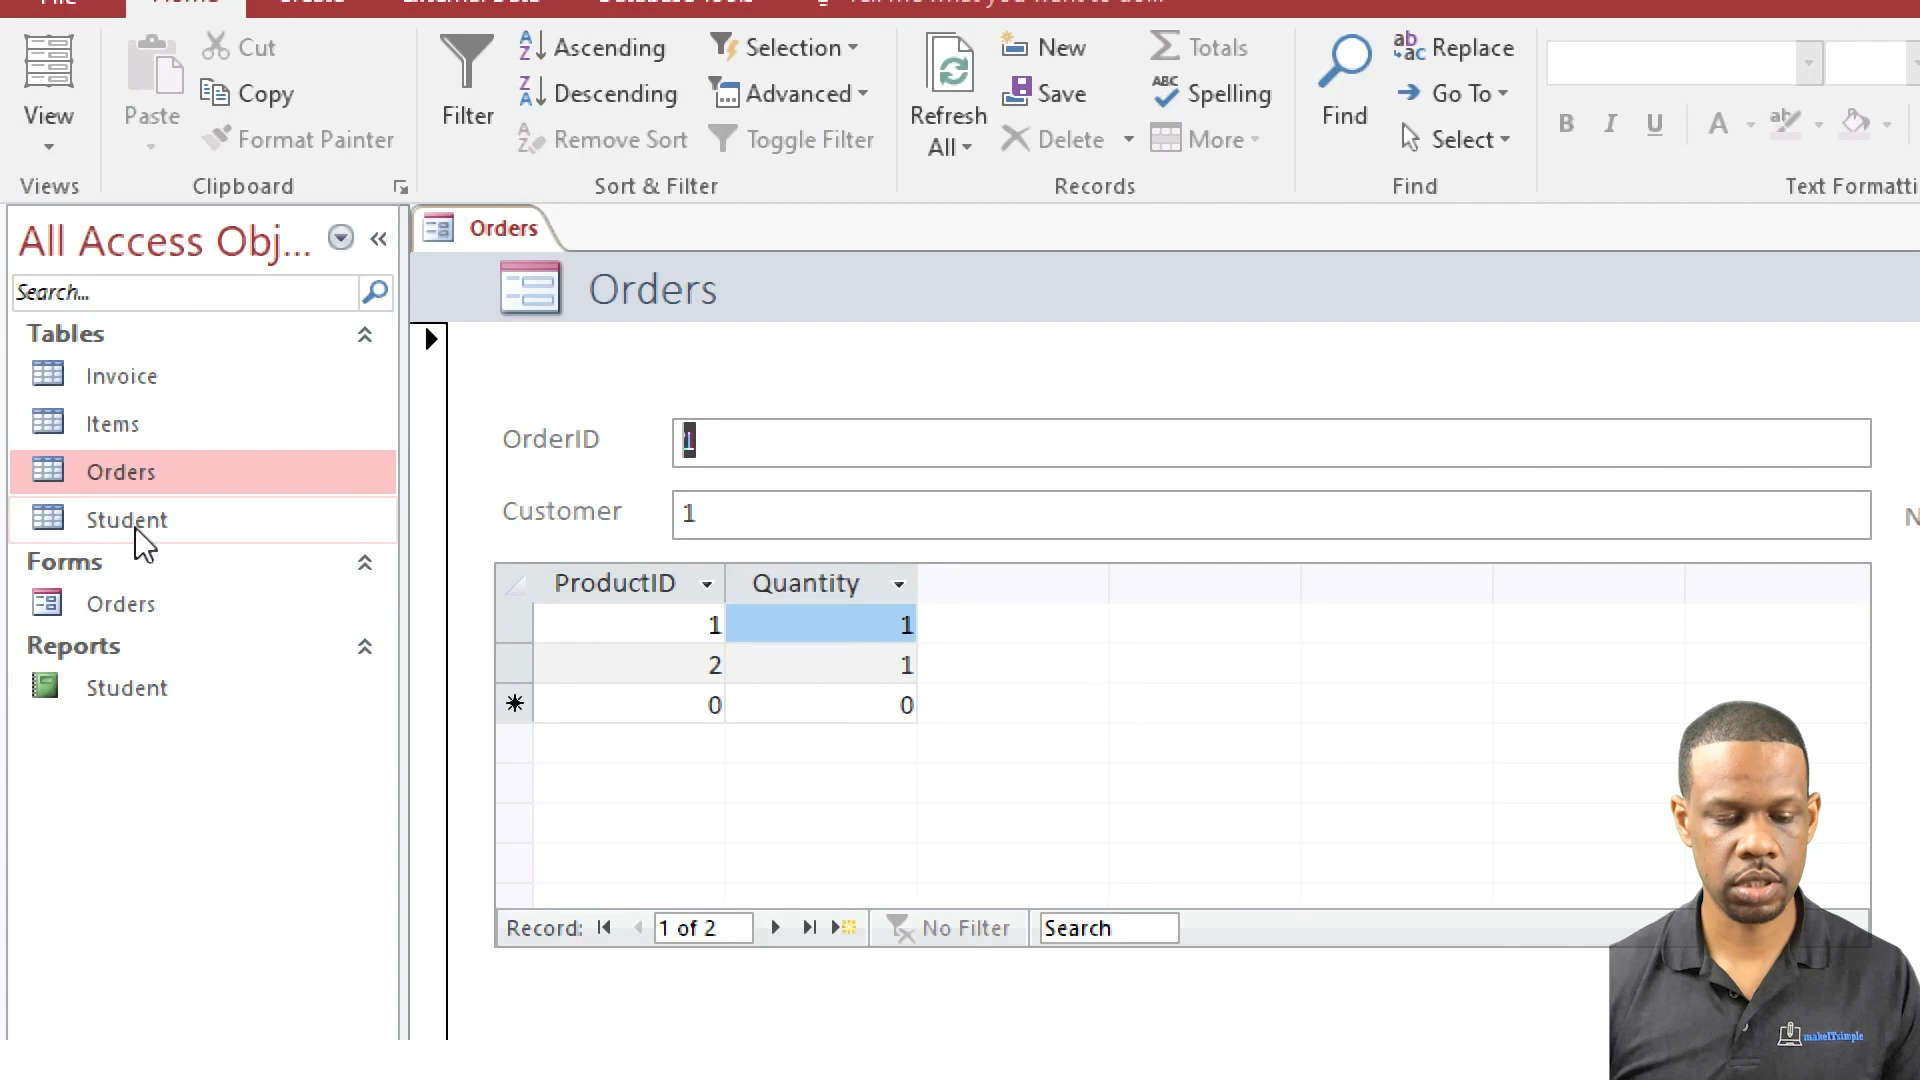 View
Views
Paste
Cut
Copy
Format Painter
Clipboard
Filter
Ascending
Descending
Remove Sort
Selection
Advanced
Toggle Filter
Sort & Filter
Refresh
All
New
Save
Delete
Totals
Spelling
More
Records
Find
Replace
Go To
Select
Find
B I U A
Text Formatti
All Access Obj...
Search...
Tables
Invoice
Items
Orders
Student
Forms
Orders
Reports
Student
Orders
Orders
OrderID 1
Customer 1
N
ProductID Quantity
1 1
2 1
0 0
Record: 1 of 2 No Filter Search
makeITsimple